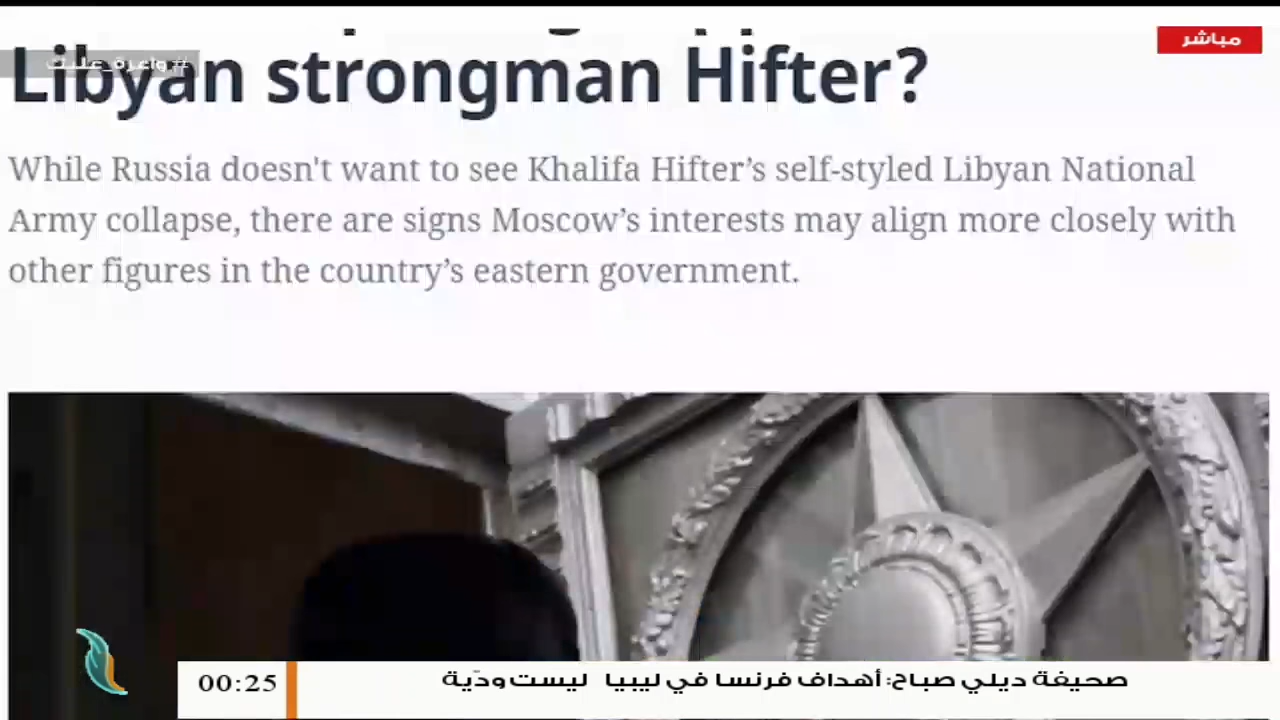 مباشر
#واعرة_عليك
Libyan strongman Hifter?
While Russia doesn't want to see Khalifa Hifter’s self-styled Libyan National
Army collapse, there are signs Moscow’s interests may align more closely with
other figures in the country’s eastern government.
00:25
صحيفة ديلي صباح: أهداف فرنسا في ليبيا ليست ودّية